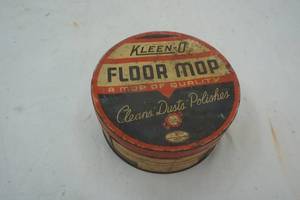 KLEEN-O
FLOOR MOP
A MOP OF QUALITY
Cleans Dusts Polishes